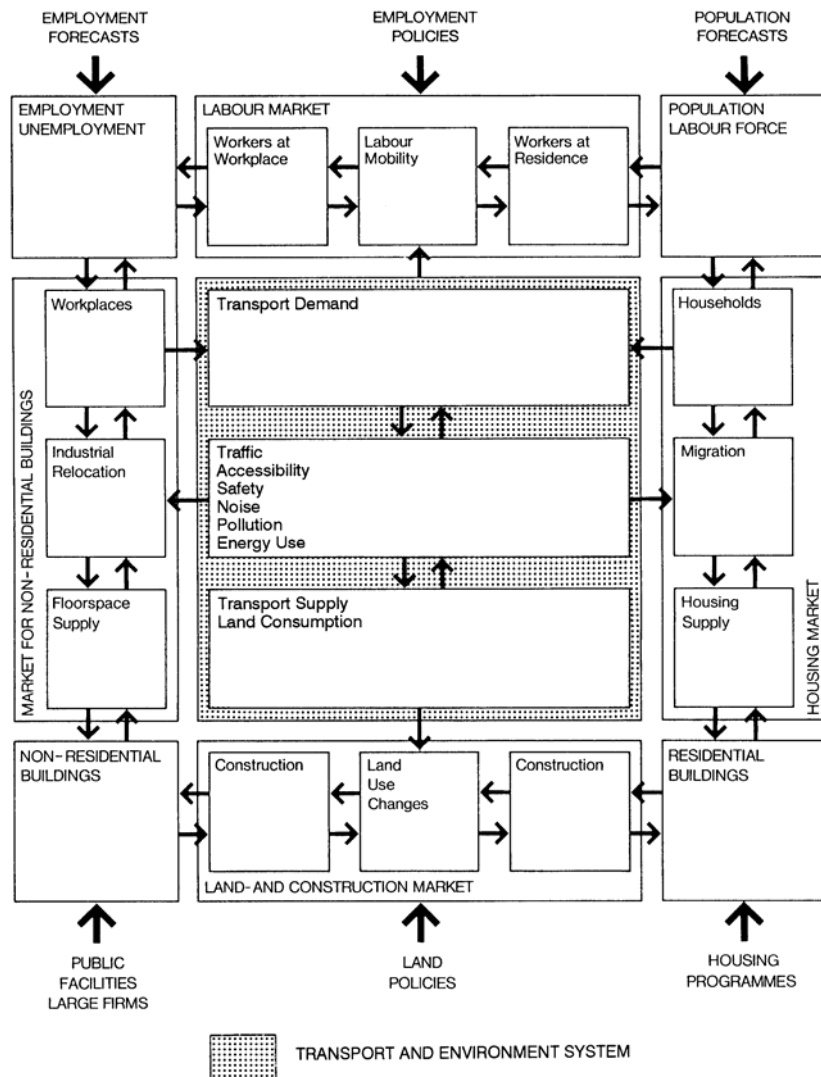 EMPLOYMENT
FORECASTS
EMPLOYMENT
POLICIES
POPULATION
FORECASTS
EMPLOYMENT
UNEMPLOYMENT
LABOUR MARKET
Workers at
Workplace
Labour
Mobility
Workers at
Residence
POPULATION
LABOUR FORCE
MARKET FOR NON-RESIDENTIAL BUILDINGS
Workplaces
Transport Demand
Households
Industrial
Relocation
Traffic
Accessibility
Safety
Noise
Pollution
Energy Use
Migration
Floorspace
Supply
Transport Supply
Land Consumption
Housing
Supply
HOUSING MARKET
NON-RESIDENTIAL
BUILDINGS
Construction
Land
Use
Changes
Construction
RESIDENTIAL
BUILDINGS
LAND-AND CONSTRUCTION MARKET
PUBLIC
FACILITIES
LARGE FIRMS
LAND
POLICIES
HOUSING
PROGRAMMES
TRANSPORT AND ENVIRONMENT SYSTEM